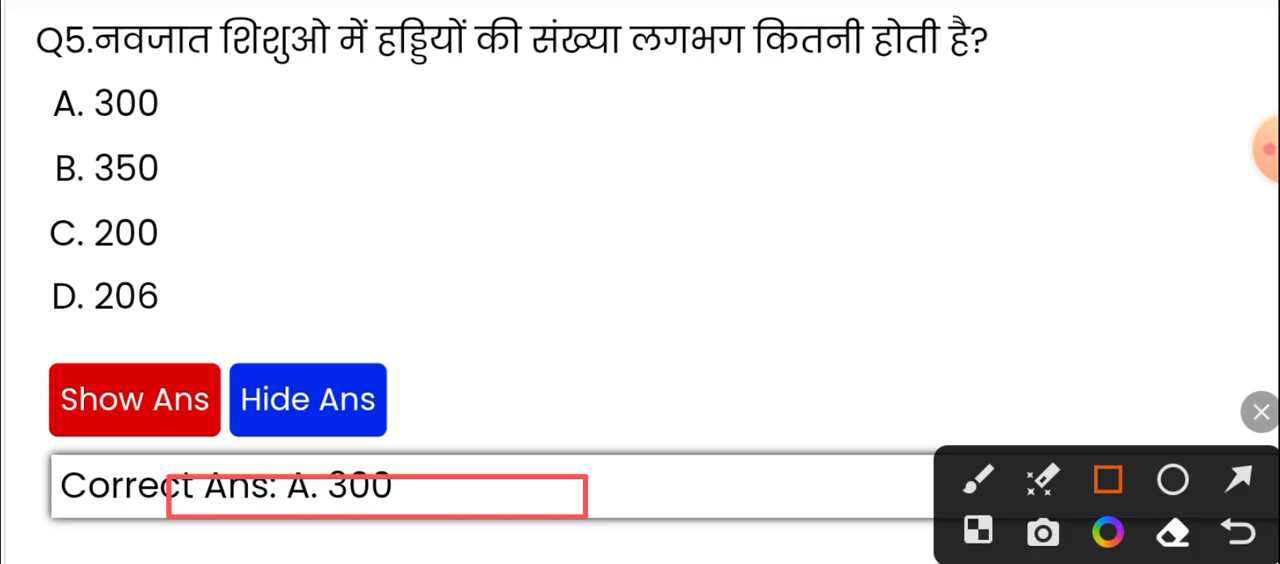 Q5.नवजात शिशुओ में हड्डियों की संख्या लगभग कितनी होती है?
A. 300
B. 350
C. 200
D. 206
Show Ans Hide Ans
Correct Ans: A. 300